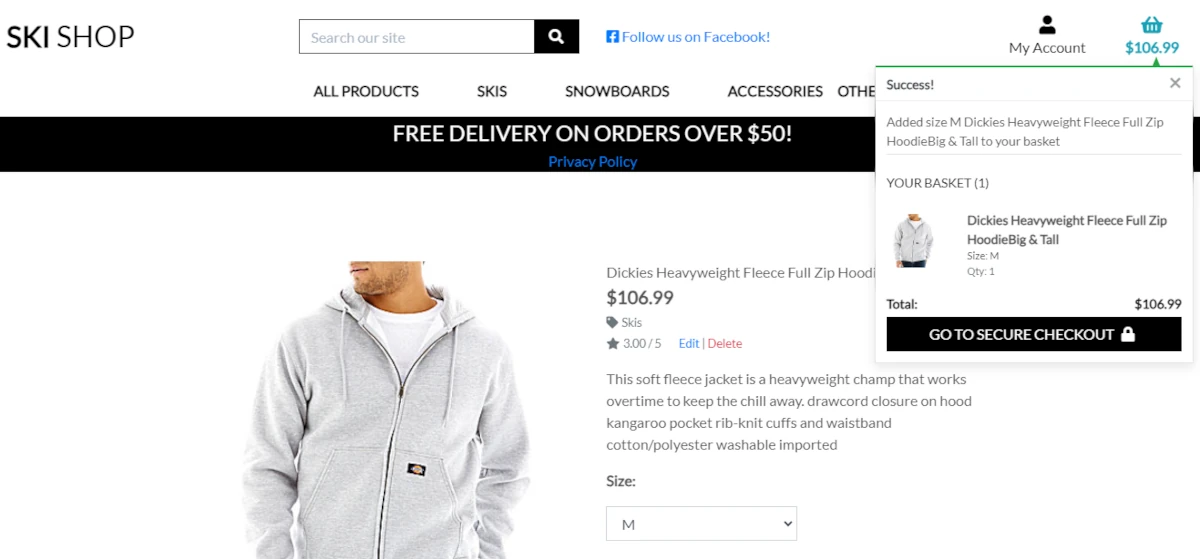 SKI SHOP
Search our site
Follow us on Facebook!
My Account
$106.99
ALL PRODUCTS SKIS SNOWBOARDS ACCESSORIES OTHE
FREE DELIVERY ON ORDERS OVER $50!
Privacy Policy
Success!
Added size M Dickies Heavyweight Fleece Full Zip
HoodieBig & Tall to your basket
YOUR BASKET (1)
Dickies Heavyweight Fleece Full Zip
HoodieBig & Tall
Size: M
Qty: 1
Total: $106.99
GO TO SECURE CHECKOUT
Dickies Heavyweight Fleece Full Zip Hoodi
$106.99
Skis
3.00 / 5 Edit | Delete
This soft fleece jacket is a heavyweight champ that works
overtime to keep the chill away. drawcord closure on hood
kangaroo pocket rib-knit cuffs and waistband
cotton/polyester washable imported
Size:
M